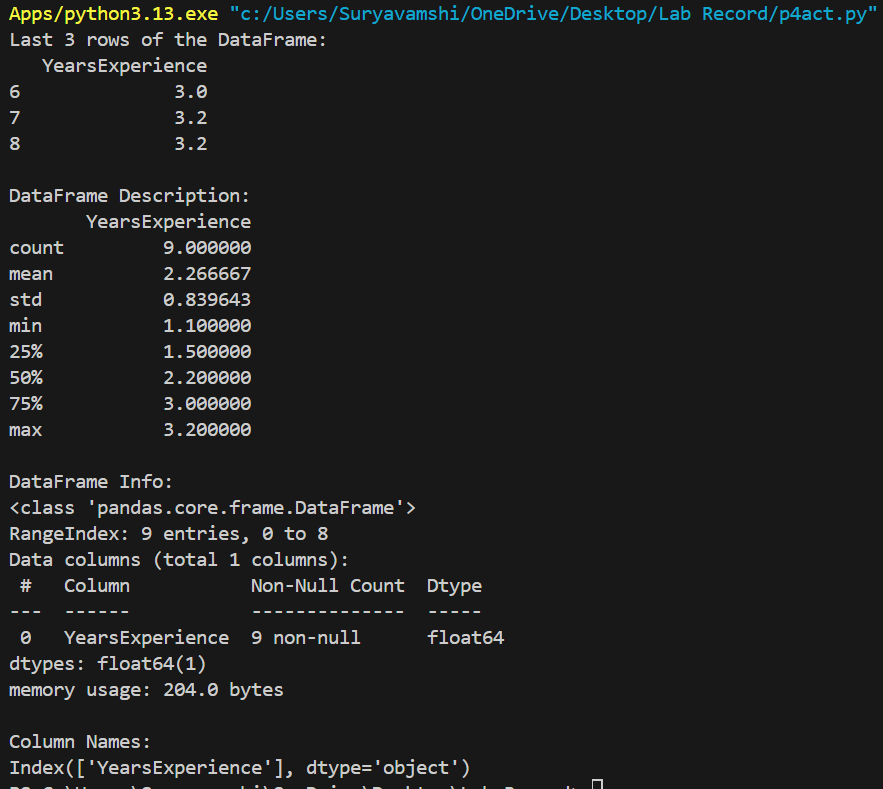 Apps/python3.13.exe "c:/Users/Suryavamshi/OneDrive/Desktop/Lab Record/p4act.py"
Last 3 rows of the DataFrame:
   YearsExperience
6              3.0
7              3.2
8              3.2

DataFrame Description:
       YearsExperience
count         9.000000
mean          2.266667
std           0.839643
min           1.100000
25%           1.500000
50%           2.200000
75%           3.000000
max           3.200000

DataFrame Info:
<class 'pandas.core.frame.DataFrame'>
RangeIndex: 9 entries, 0 to 8
Data columns (total 1 columns):
 #   Column           Non-Null Count  Dtype
---  ------           --------------  -----
 0   YearsExperience  9 non-null      float64
dtypes: float64(1)
memory usage: 204.0 bytes

Column Names:
Index(['YearsExperience'], dtype='object')